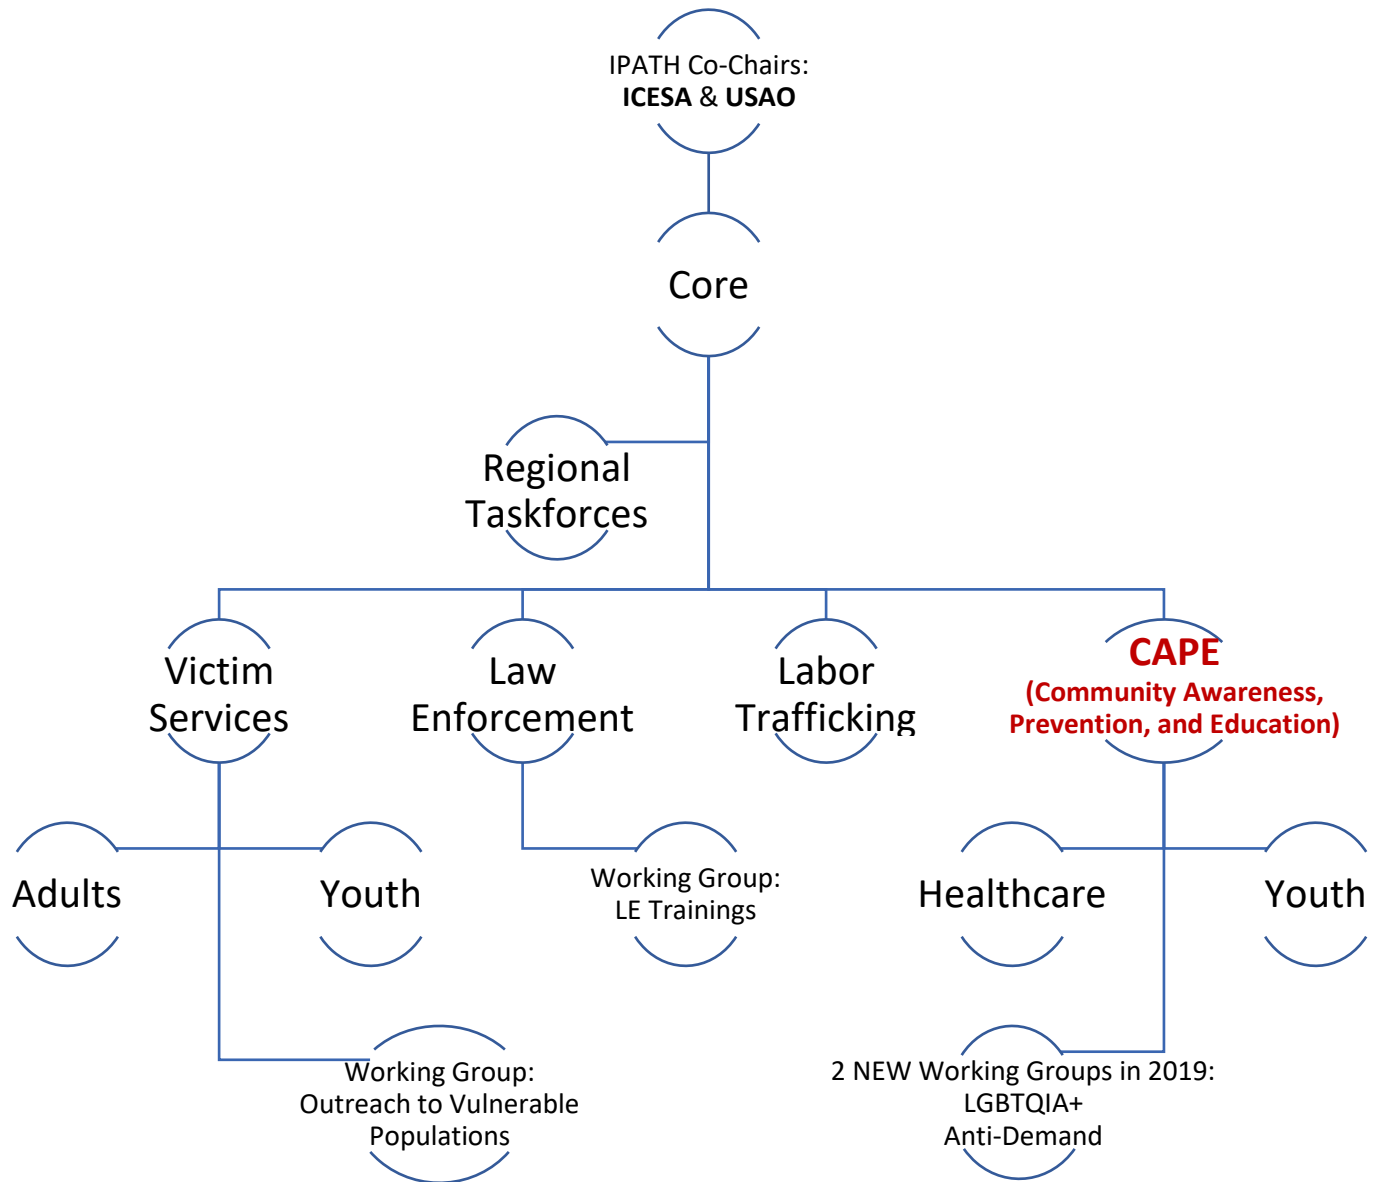 IPATH Co-Chairs:
ICESA & USAO
Core
Regional
Taskforces
Victim
Services
Law
Enforcement
Labor
Trafficking
CAPE
(Community Awareness,
Prevention, and Education)
Adults
Youth
Working Group:
LE Trainings
Healthcare
Youth
Working Group:
Outreach to Vulnerable
Populations
2 NEW Working Groups in 2019:
LGBTQIA+
Anti-Demand